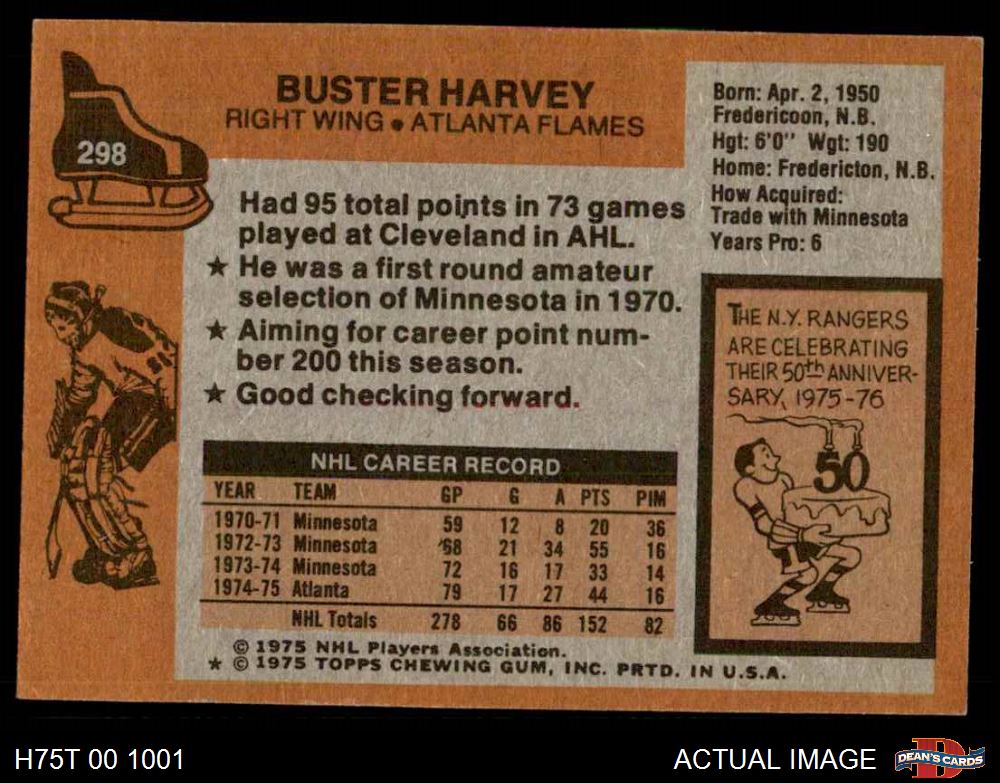 BUSTER HARVEY
RIGHT WING • ATLANTA FLAMES
298
Born: Apr. 2, 1950
Fredericoon, N.B.
Hgt: 6'0" Wgt: 190
Home: Fredericton, N.B.
How Acquired:
Trade with Minnesota
Years Pro: 6
Had 95 total points in 73 games
played at Cleveland in AHL.
★ He was a first round amateur
selection of Minnesota in 1970.
★ Aiming for career point num-
ber 200 this season.
★ Good checking forward.
THE N.Y. RANGERS
ARE CELEBRATING
THEIR 50th ANNIVER-
SARY, 1975-76
50
NHL CAREER RECORD
YEAR TEAM GP G A PTS PIM
1970-71 Minnesota 59 12 8 20 36
1972-73 Minnesota 68 21 34 55 16
1973-74 Minnesota 72 16 17 33 14
1974-75 Atlanta 79 17 27 44 16
NHL Totals 278 66 86 152 82
© 1975 NHL Players Association.
★ © 1975 TOPPS CHEWING GUM, INC. PRTD. IN U.S.A.
H75T 00 1001
ACTUAL IMAGE
D
DEAN'S CARDS